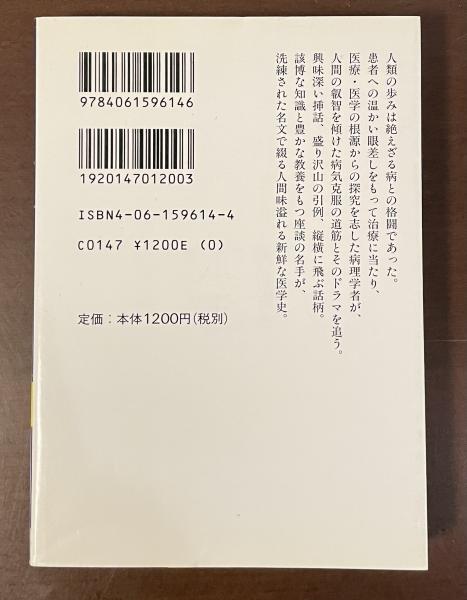 人類の歩みは絶えざる病との格闘であった。
患者への温かい眼差しをもって治療に当たり、
医療・医学の根源からの探究を志した病理学者が、
人間の叡智を傾けた病気克服の道筋とそのドラマを追う。
興味深い挿話、盛り沢山の引例、縦横に飛ぶ話柄。
該博な知識と豊かな教養をもつ座談の名手が、
洗練された名文で綴る人間味溢れる新鮮な医学史。
9784061596146
1920147012003
ISBN4-06-159614-4
C0147 ¥1200E (0)
定価：本体1200円（税別）